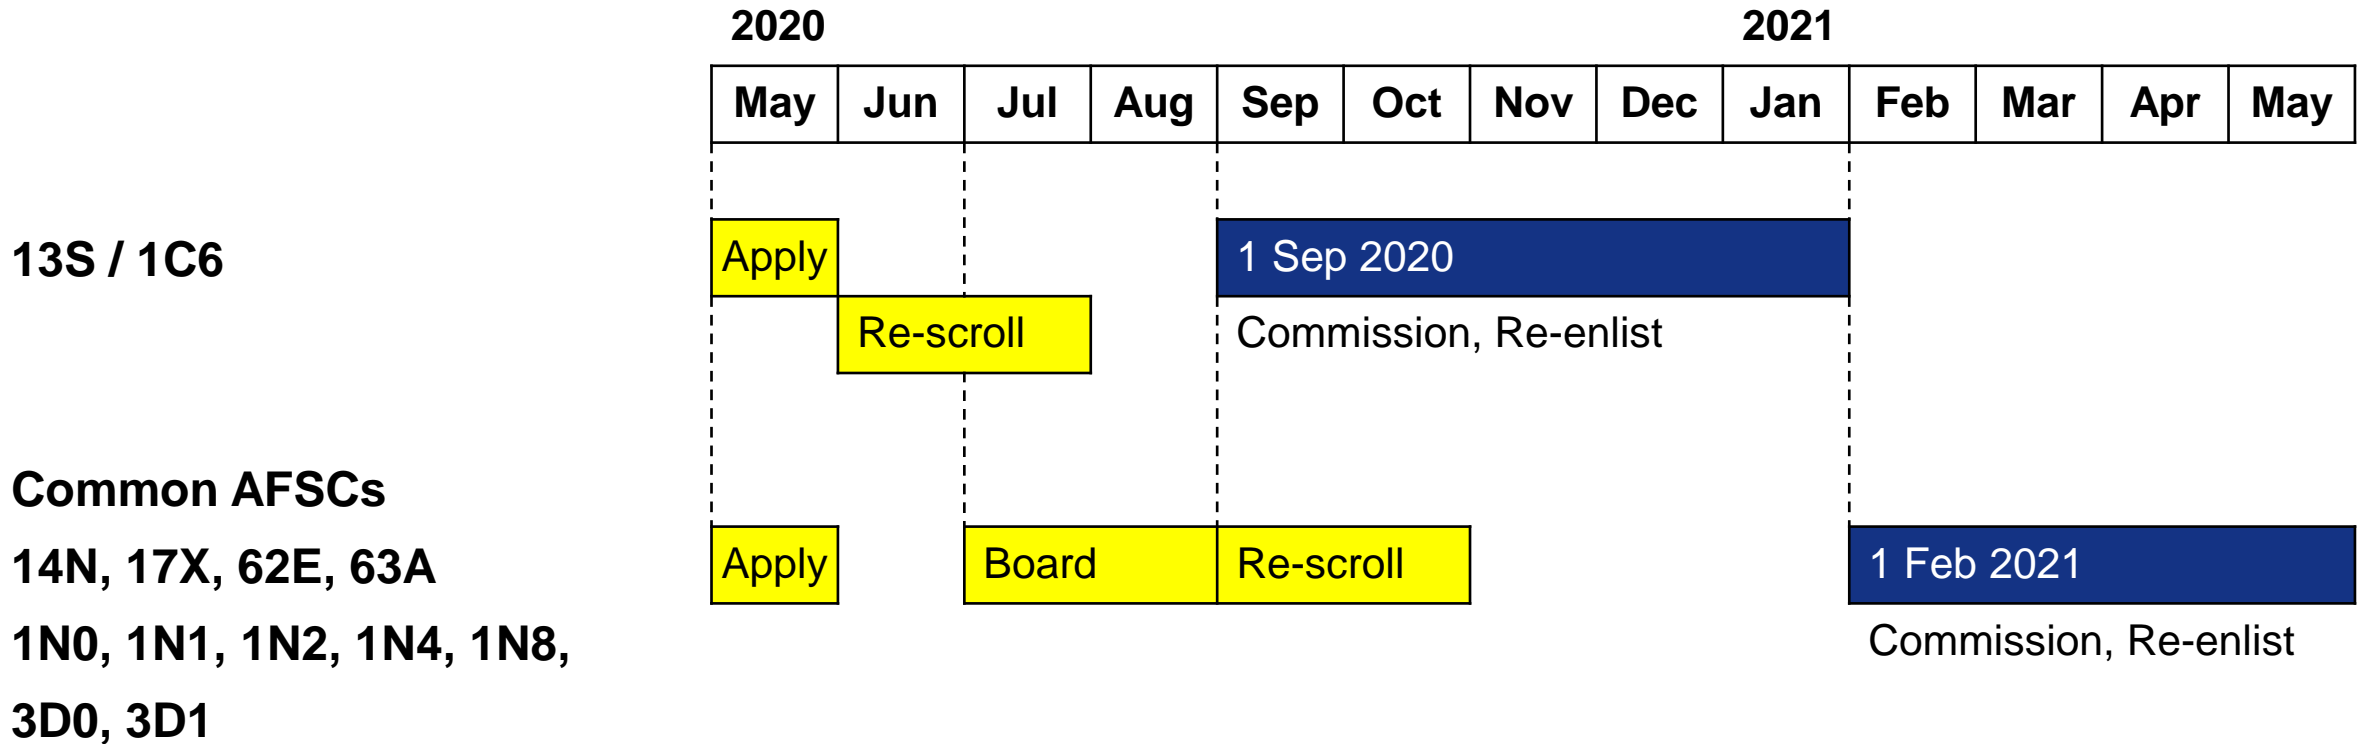 2020 2021
May Jun Jul Aug Sep Oct Nov Dec Jan Feb Mar Apr May
13S / 1C6 Apply 1 Sep 2020
Re-scroll Commission, Re-enlist
Common AFSCs
14N, 17X, 62E, 63A Apply Board Re-scroll 1 Feb 2021
1N0, 1N1, 1N2, 1N4, 1N8, Commission, Re-enlist
3D0, 3D1